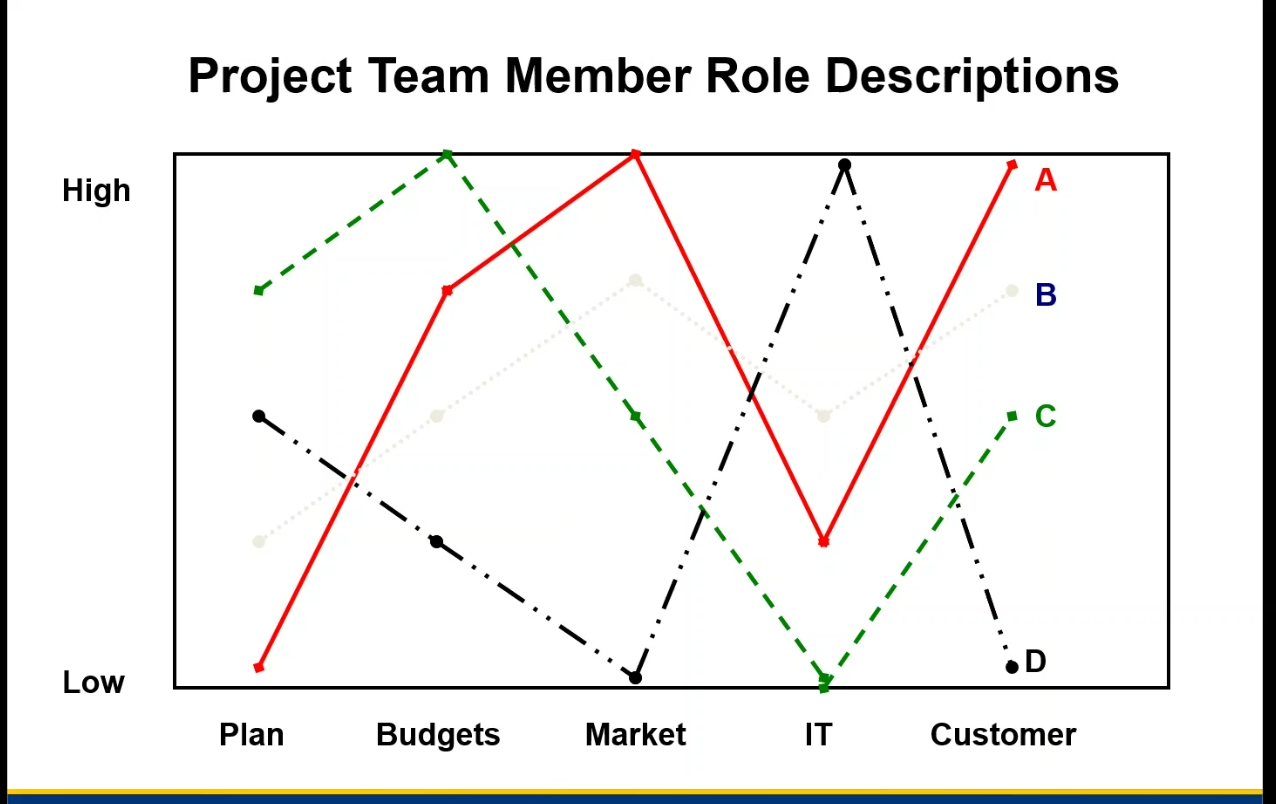 Project Team Member Role Descriptions
High
A
B
C
D
Low
Plan Budgets Market IT Customer